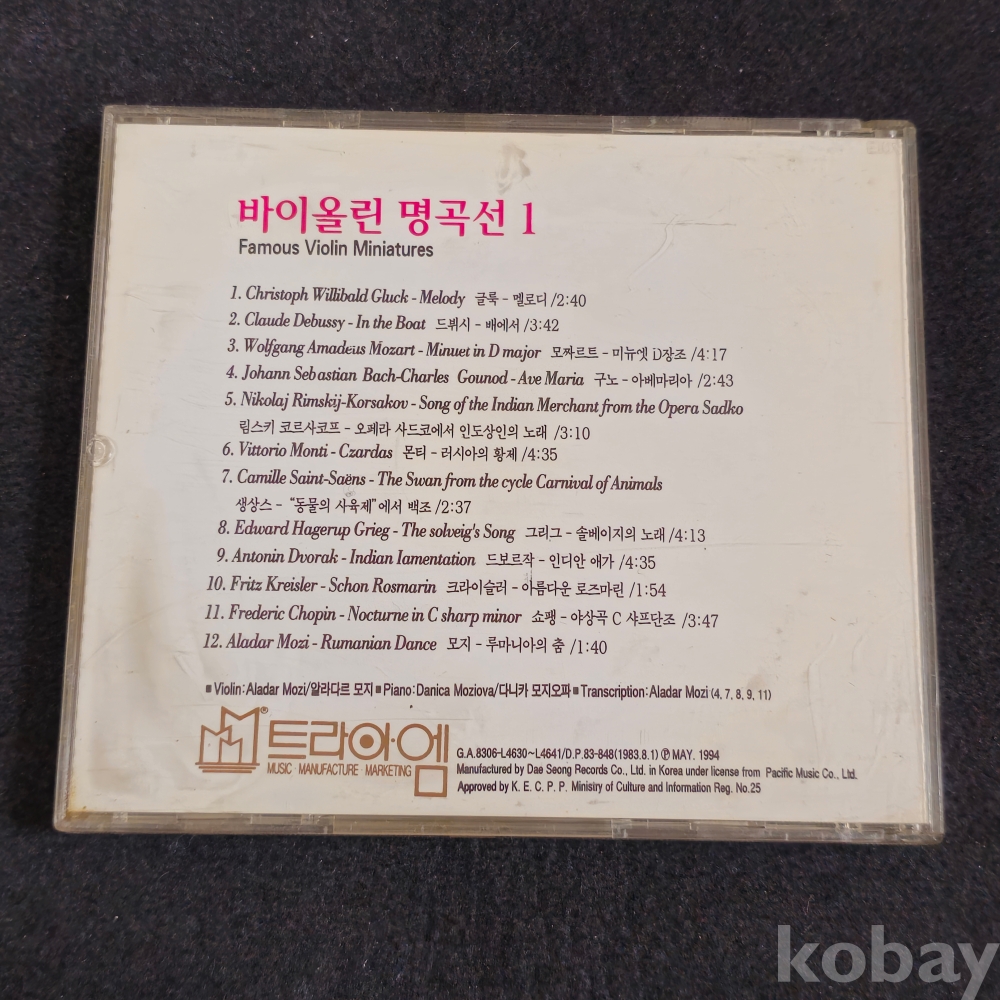 바이올린 명곡선 1
Famous Violin Miniatures
1. Christoph Willibald Gluck - Melody 글룩 - 멜로디 /2:40
2. Claude Debussy - In the Boat 드뷔시 - 배에서 /3:42
3. Wolfgang Amadeus Mozart - Minuet in D major 모짜르트 - 미뉴엣 D장조 /4:17
4. Johann Sebastian Bach-Charles Gounod - Ave Maria 구노 - 아베마리아 /2:43
5. Nikolaj Rimskij-Korsakov - Song of the Indian Merchant from the Opera Sadko
림스키 코르사코프 - 오페라 사드코에서 인도상인의 노래 /3:10
6. Vittorio Monti - Czardas 몬티 - 러시아의 황제 /4:35
7. Camille Saint-Saëns - The Swan from the cycle Carnival of Animals
생상스 - "동물의 사육제"에서 백조 /2:37
8. Edward Hagerup Grieg - The solveig's Song 그리그 - 솔베이지의 노래 /4:13
9. Antonin Dvorak - Indian Iamentation 드보르작 - 인디안 애가 /4:35
10. Fritz Kreisler - Schon Rosmarin 크라이슬러 - 아름다운 로즈마린 /1:54
11. Frederic Chopin - Nocturne in C sharp minor 쇼팽 - 야상곡 C 샤프단조 /3:47
12. Aladar Mozi - Rumanian Dance 모지 - 루마니아의 춤 /1:40
■ Violin:Aladar Mozi/알라다르 모지 ■ Piano:Danica Moziova/다니카 모지오파 ■ Transcription:Aladar Mozi (4, 7, 8, 9, 11)
MMM® 트라이·엠
MUSIC · MANUFACTURE · MARKETING
G.A.8306-L4630~L4641/D.P.83-848(1983.8.1) ℗ MAY. 1994
Manufactured by Dae Seong Records Co., Ltd. in Korea under license from Pacific Music Co., Ltd.
Approved by K. E. C. P. P. Ministry of Culture and Information Reg. No.25
kobay